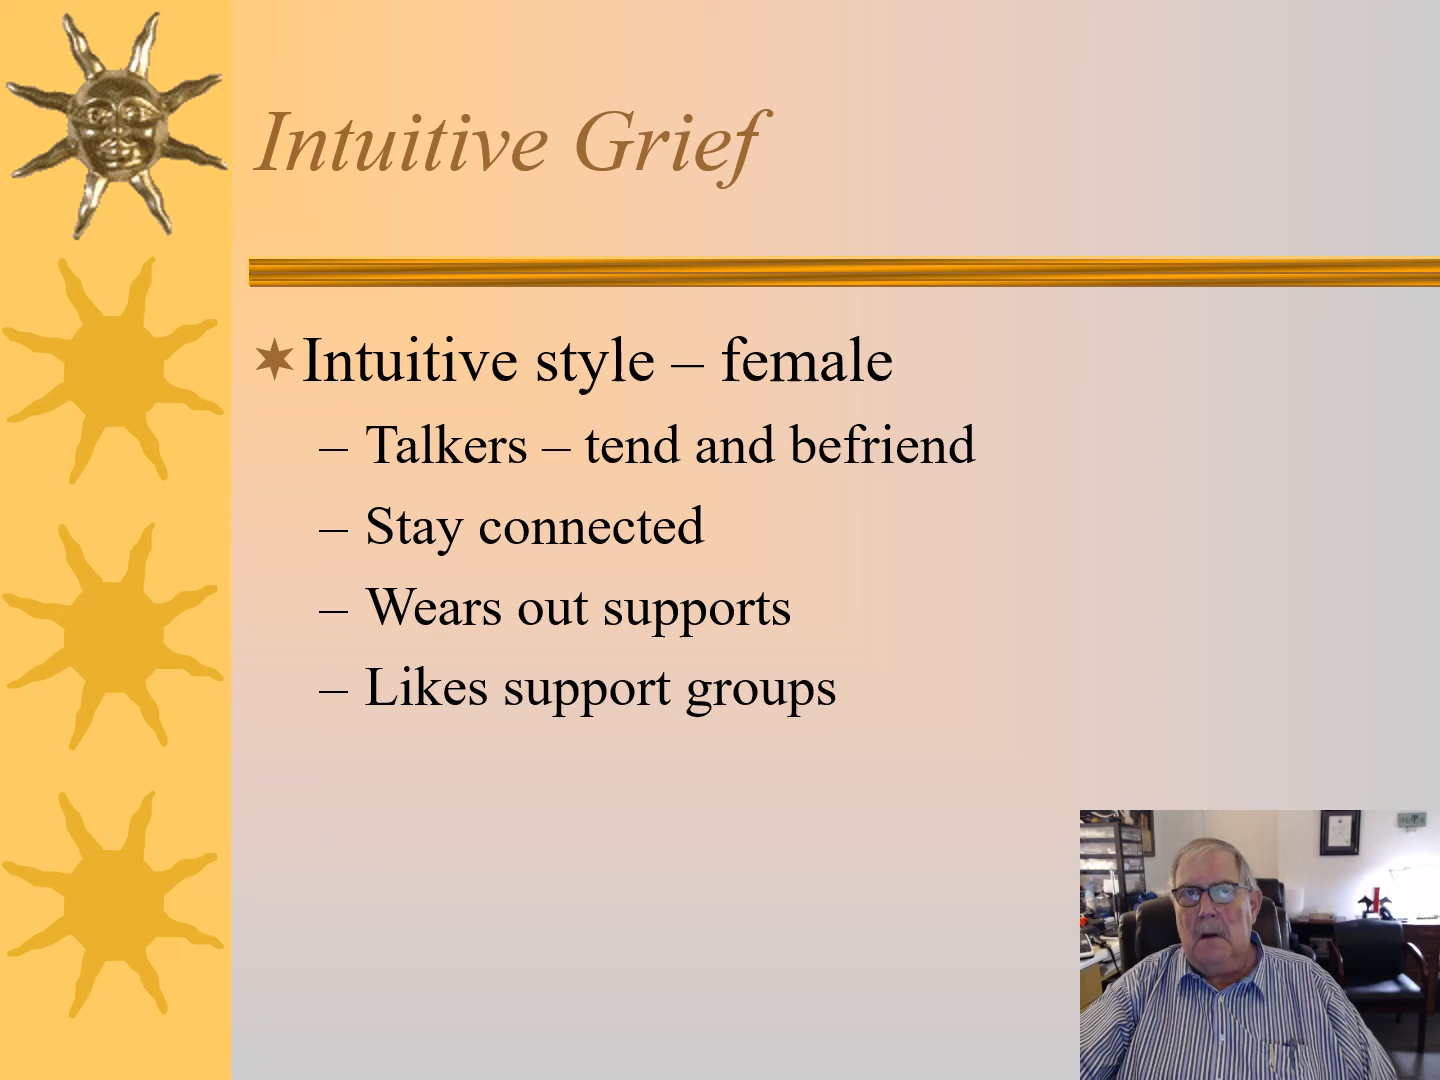 Intuitive Grief
Intuitive style – female
– Talkers – tend and befriend
– Stay connected
– Wears out supports
– Likes support groups